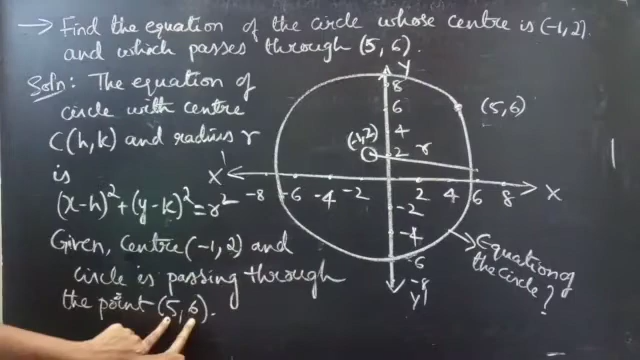 → Find the equation of the circle whose centre is (-1, 2).
and which passes through (5, 6).
Soln: The equation of
circle with centre
C(h, k) and radius r
is
(x-h)² + (y-k)² = r²
Given, Centre (-1, 2) and
circle is passing through
the point (5, 6).
Y
8
6
(5, 6)
4
(-1, 2)
2
r
X'
-8 -6 -4 -2 2 4 6 8
X
-2
-4
-6
-8
Y'
Equation of
the circle?